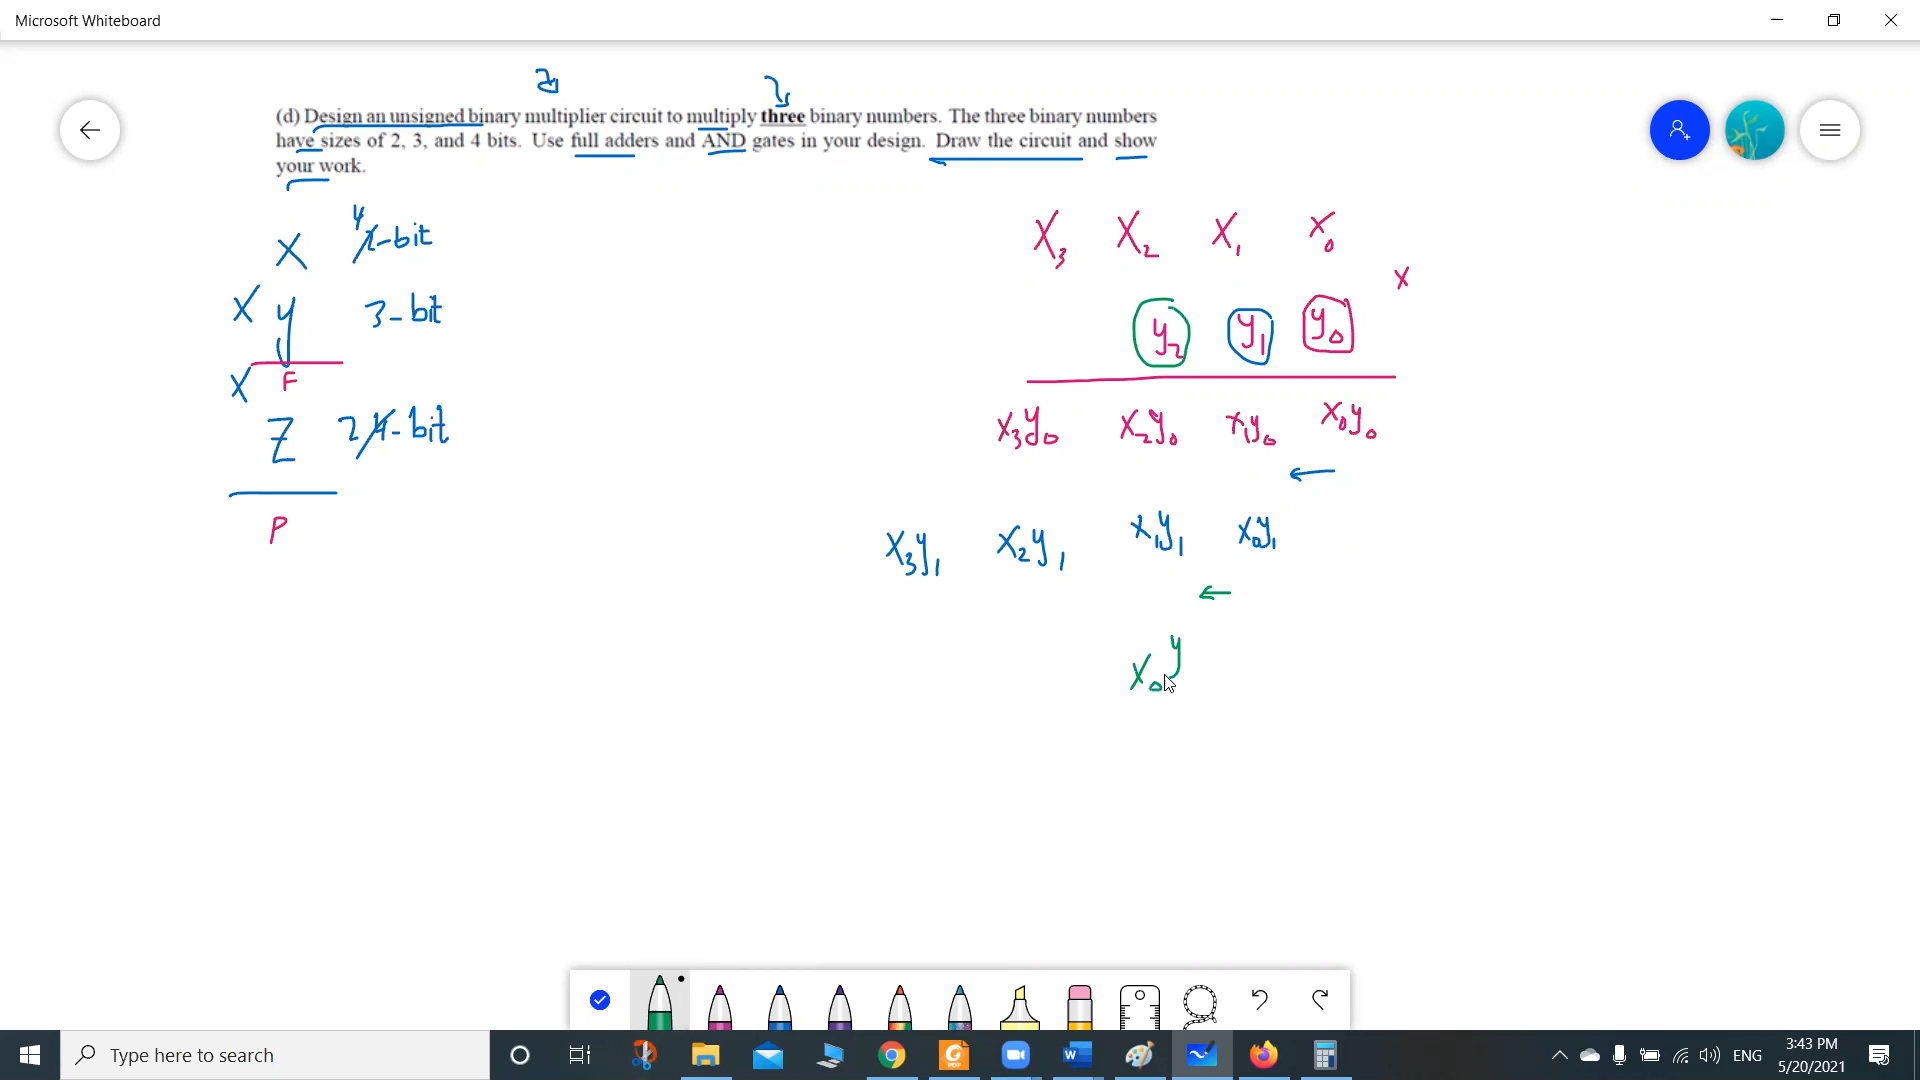 Microsoft Whiteboard
(d) Design an unsigned binary multiplier circuit to multiply three binary numbers. The three binary numbers
have sizes of 2, 3, and 4 bits. Use full adders and AND gates in your design. Draw the circuit and show
your work.
X 4-bit
X y 3-bit
F
X
Z 2-bit
P
X3 X2 X1 X0
X
y2 y1 y0
X3y0 X2y0 X1y0 X0y0
X3y1 X2y1 X1y1 X0y1
X0y
Type here to search
ENG
3:43 PM
5/20/2021